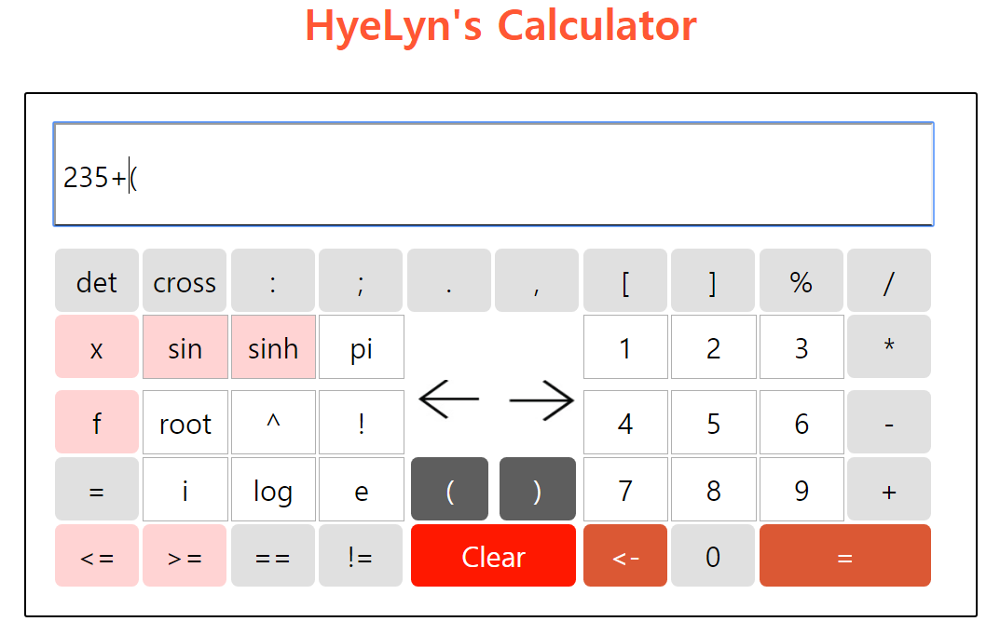 HyeLyn's Calculator
235+(
det cross : ; . , [ ] % /
x sin sinh pi 1 2 3 *
f root ^ ! 4 5 6 -
= i log e ( ) 7 8 9 +
<= >= == != Clear <- 0 =